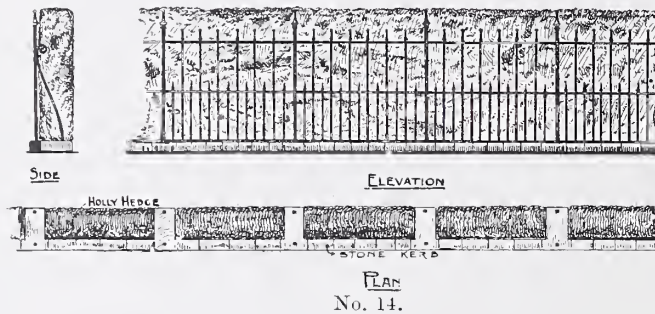 SIDE
ELEVATION
HOLLY HEDGE
STONE KERB
PLAN
No. 14.